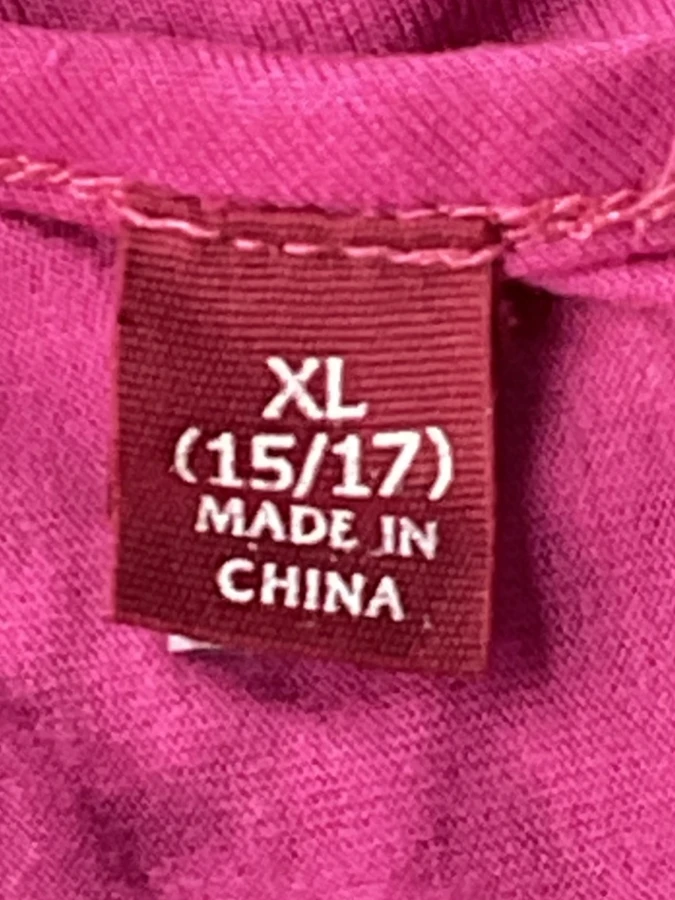 XL
(15/17)
MADE IN
CHINA